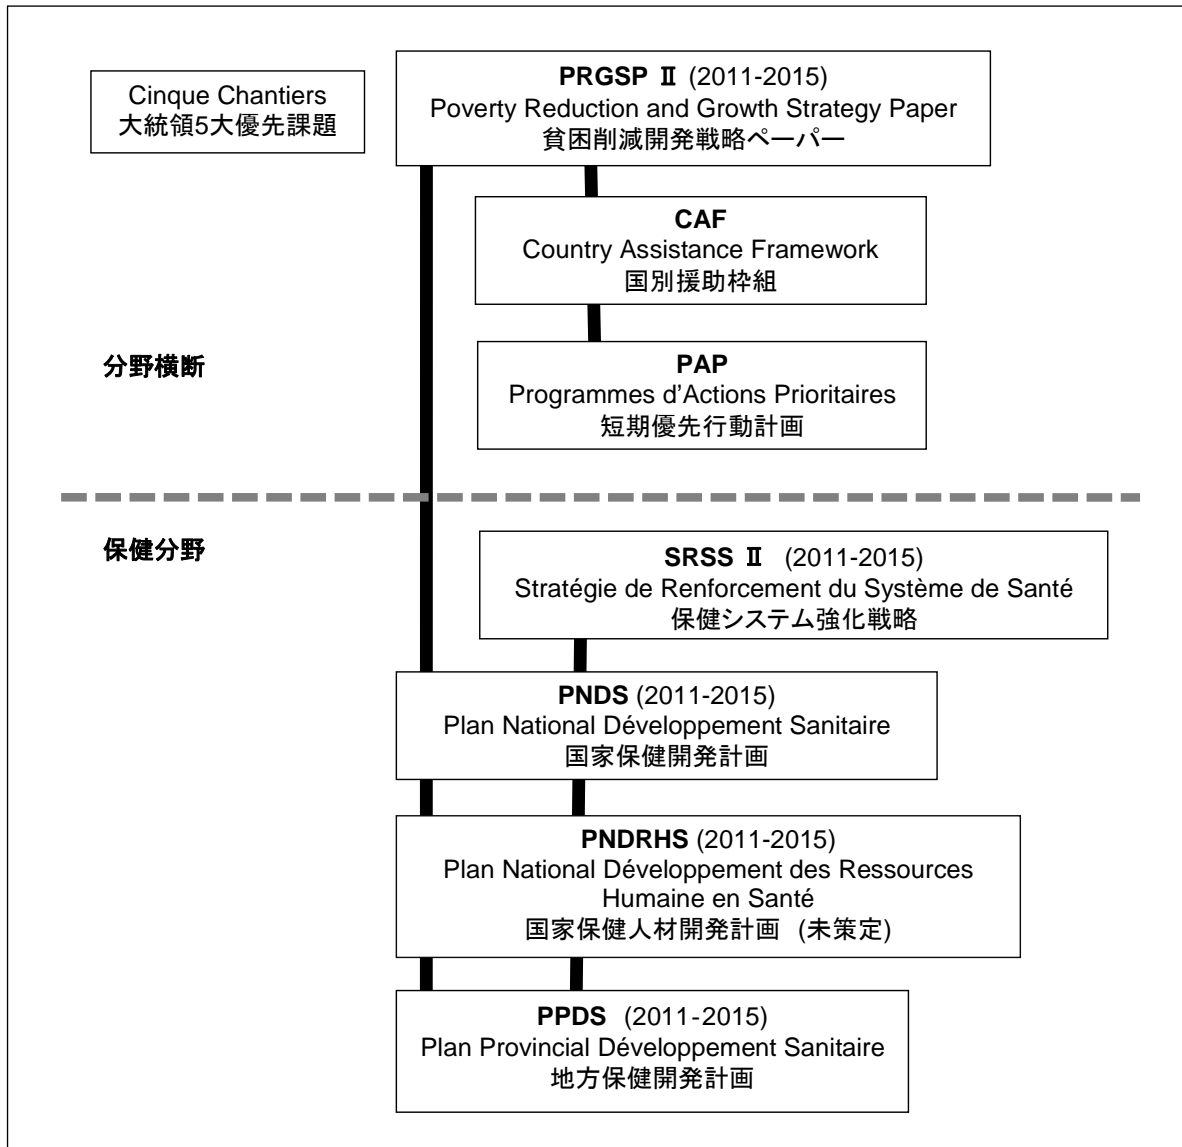 Cinque Chantiers
大統領5大優先課題
PRGSP Ⅱ (2011-2015)
Poverty Reduction and Growth Strategy Paper
貧困削減開発戦略ペーパー
CAF
Country Assistance Framework
国別援助枠組
分野横断
PAP
Programmes d’Actions Prioritaires
短期優先行動計画
保健分野
SRSS Ⅱ (2011-2015)
Stratégie de Renforcement du Système de Santé
保健システム強化戦略
PNDS (2011-2015)
Plan National Développement Sanitaire
国家保健開発計画
PNDRHS (2011-2015)
Plan National Développement des Ressources
Humaine en Santé
国家保健人材開発計画 (未策定)
PPDS (2011-2015)
Plan Provincial Développement Sanitaire
地方保健開発計画